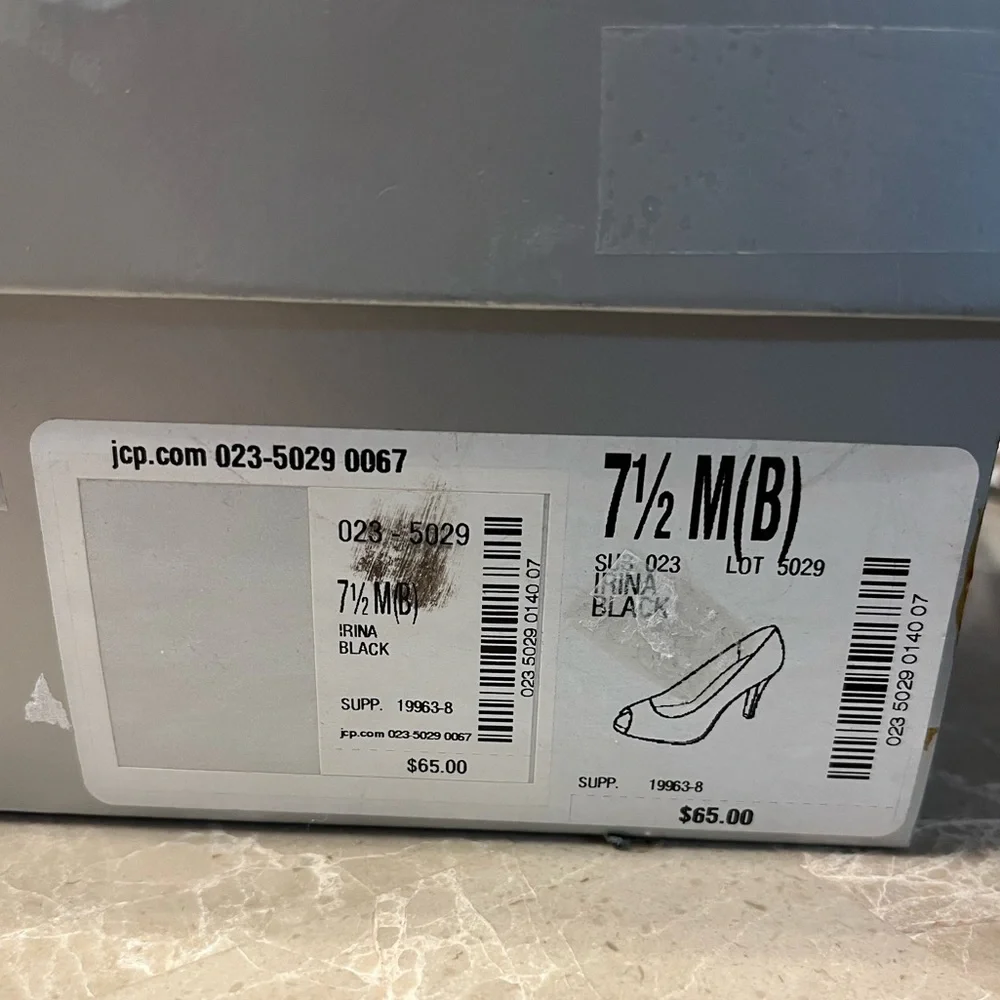 jcp.com 023-5029 0067
023 - 5029
7½ M(B)
IRINA
BLACK
SUPP. 19963-8
jcp.com 023-5029 0067
$65.00
023 5029 0140 07
7½ M(B)
SUB 023 LOT 5029
IRINA
BLACK
SUPP. 19963-8
$65.00
023 5029 0140 07